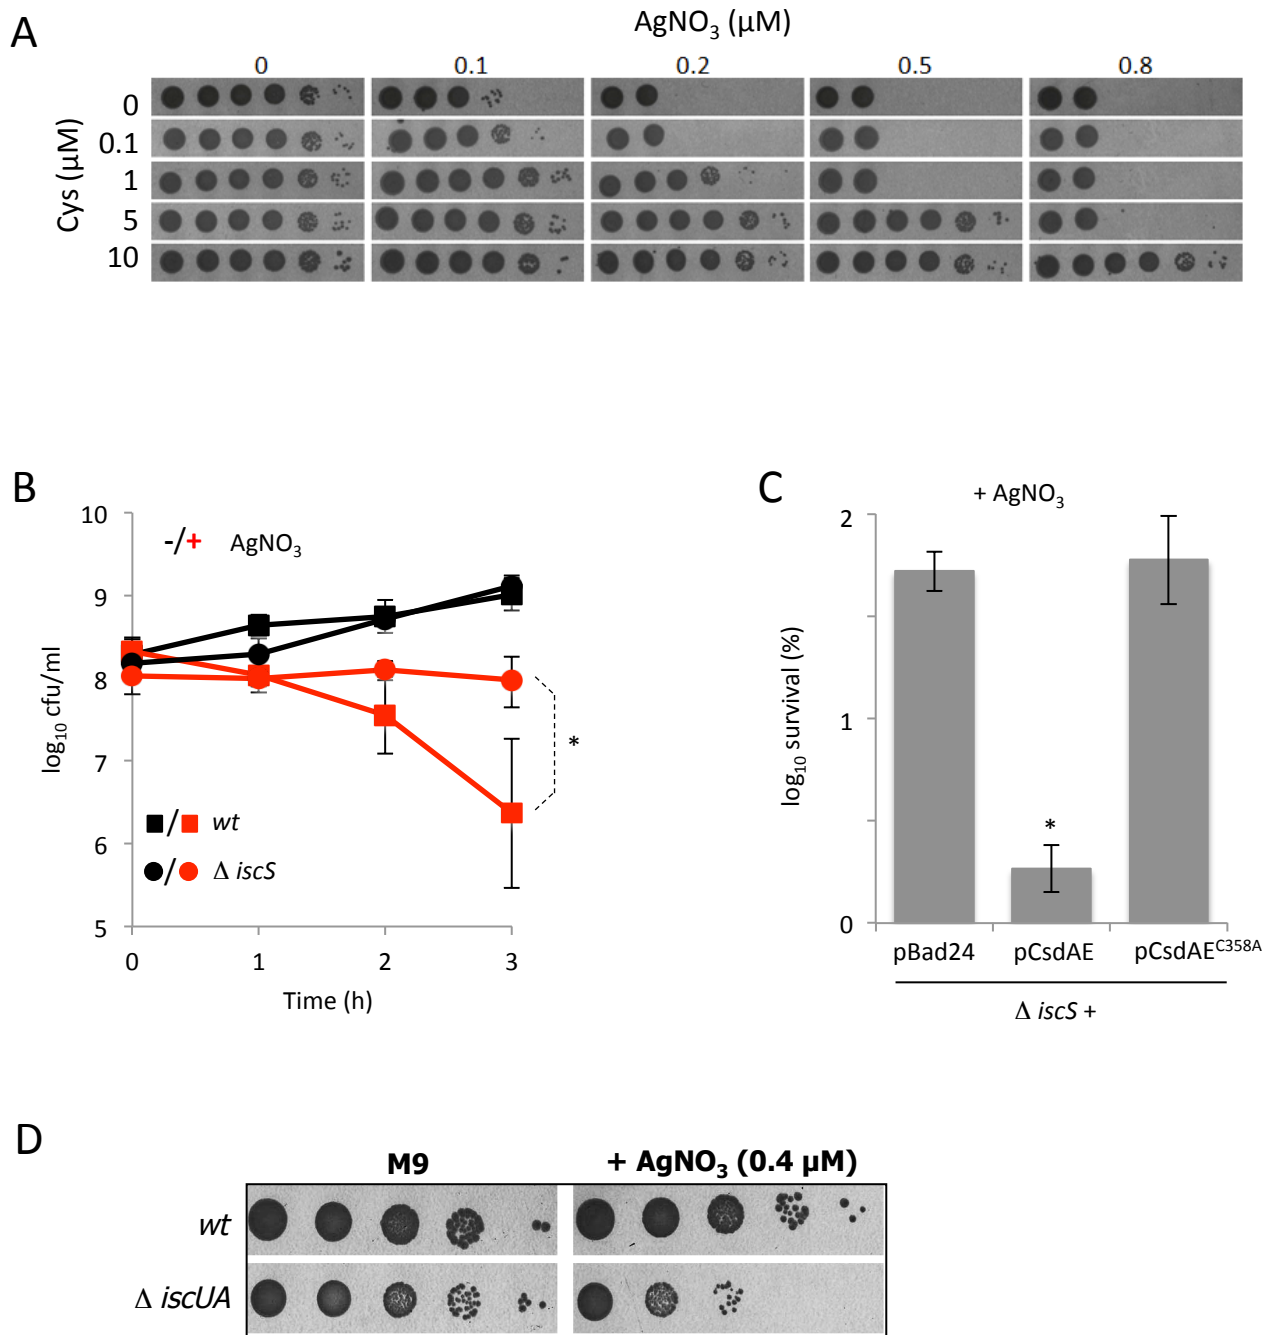 A
AgNO₃ (µM)
0 0.1 0.2 0.5 0.8
Cys (µM)
0
0.1
1
5
10
B
-/+ AgNO₃
log₁₀ cfu/ml
10
9
8
7
6
5
■/■ wt
●/● Δ iscS
*
0 1 2 3
Time (h)
C
+ AgNO₃
log₁₀ survival (%)
2
1
0
*
pBad24 pCsdAE pCsdAEᶜ³⁵⁸ᴬ
Δ iscS +
D
M9 + AgNO₃ (0.4 µM)
wt
Δ iscUA